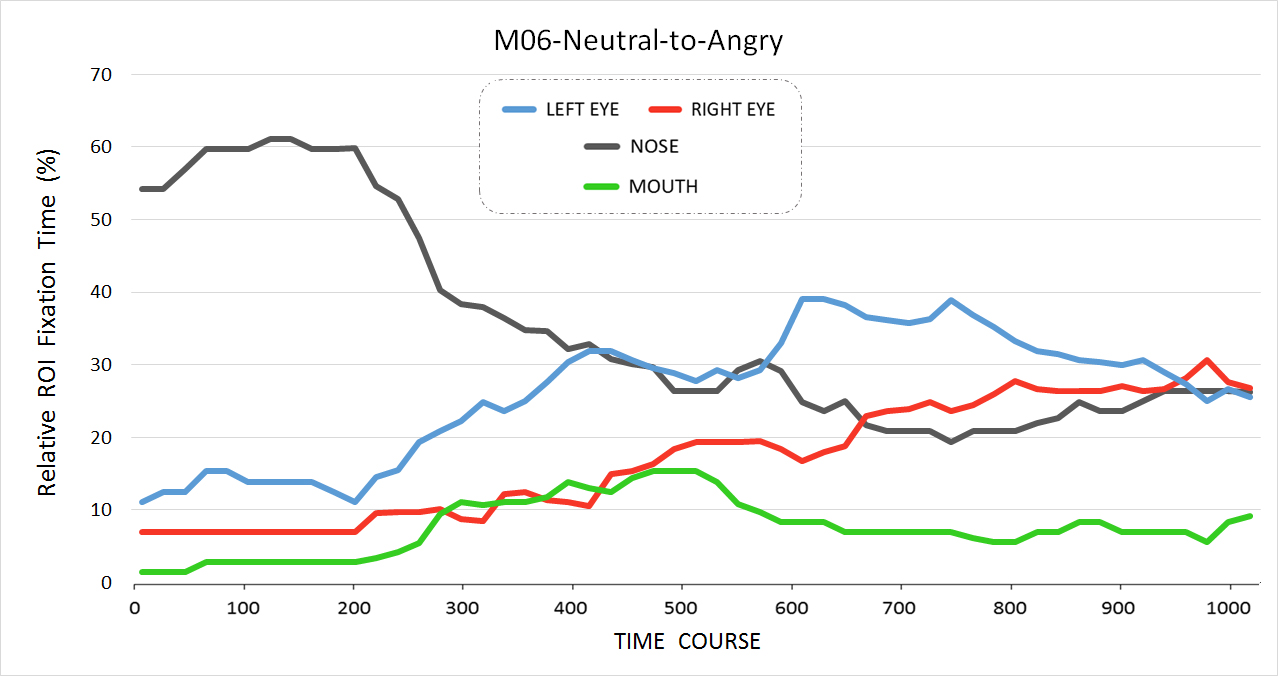 M06-Neutral-to-Angry
70
LEFT EYE RIGHT EYE
NOSE
MOUTH
60
50
40
30
20
10
0
Relative ROI Fixation Time (%)
0 100 200 300 400 500 600 700 800 900 1000
TIME COURSE